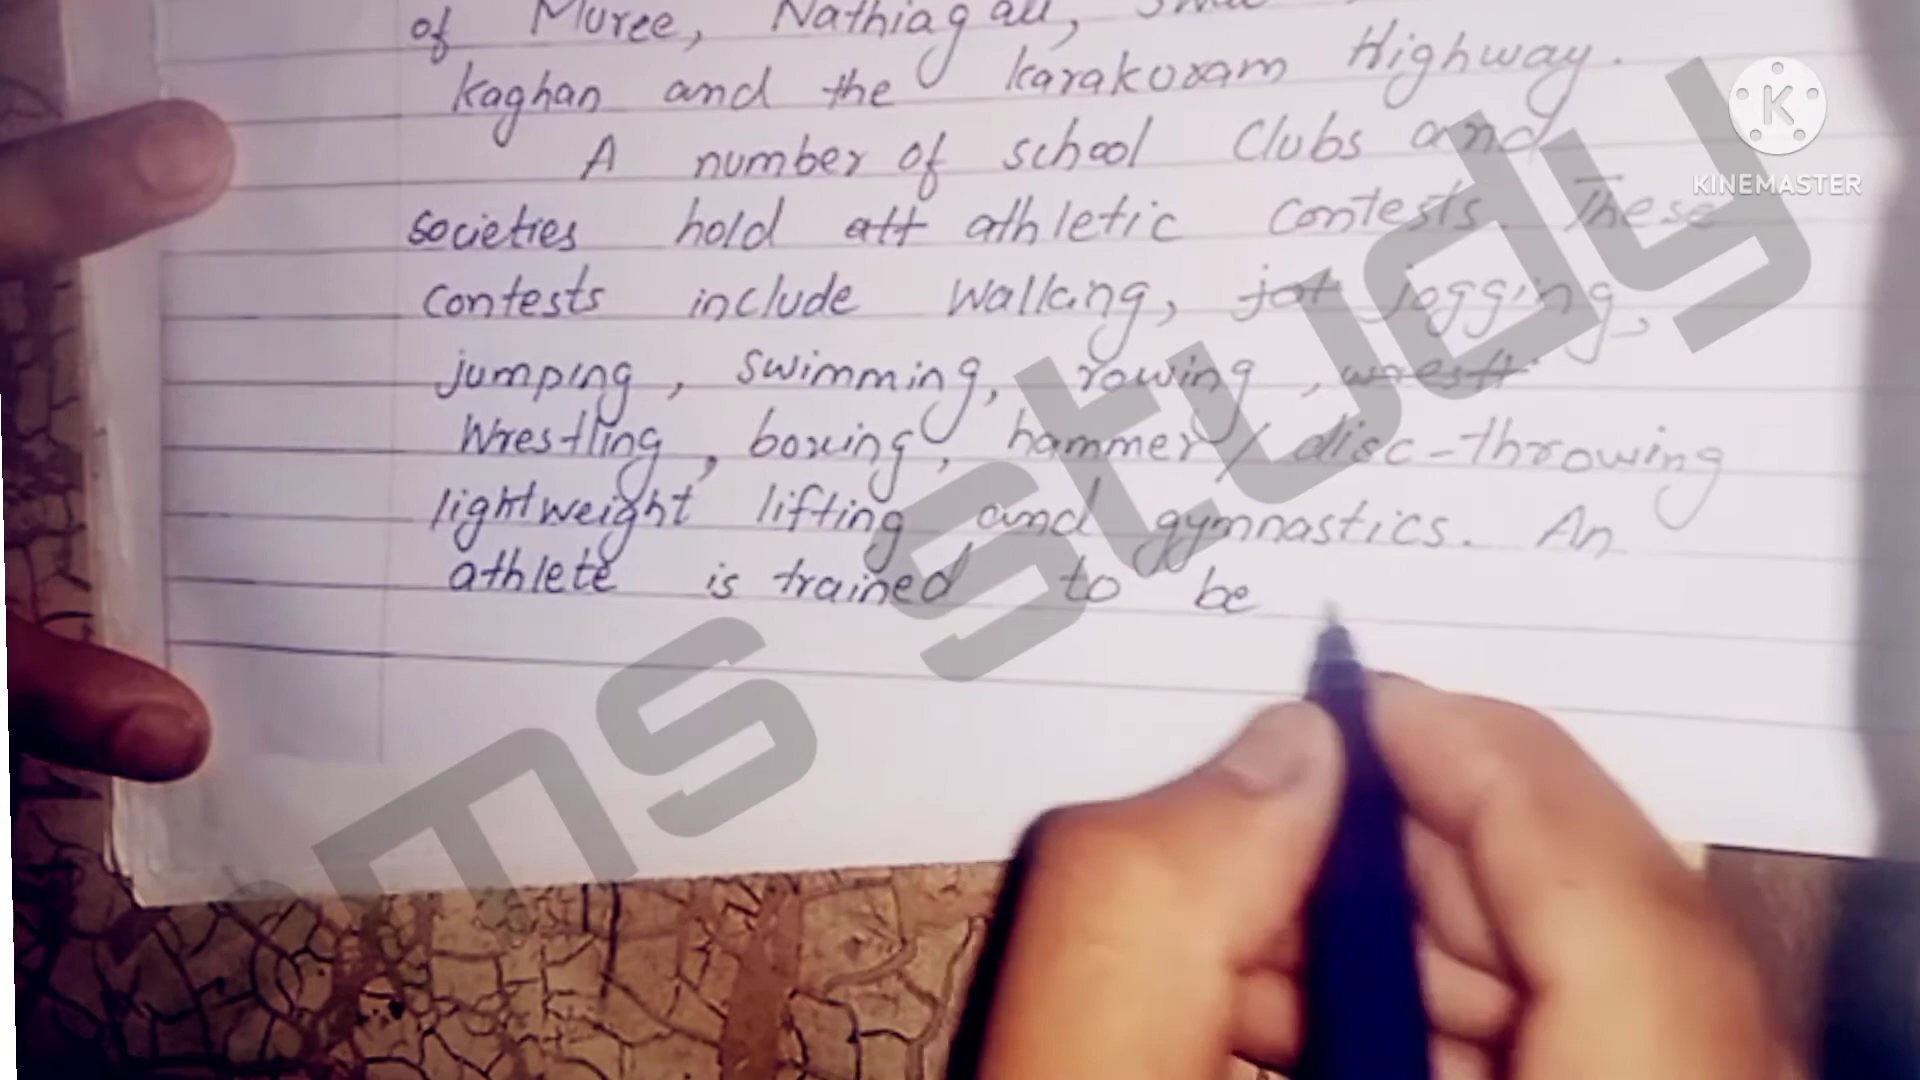 of Muree, Nathiagali,
Kaghan and the Karakoram Highway.
A number of school Clubs and
societies hold att athletic contests. These
contests include walking, jot jogging,
jumping, swimming, rowing, wrestt
Wrestling, boxing, hammer/disc-throwing
lightweight lifting and gymnastics. An
athlete is trained to be
KINEMASTER
ms study